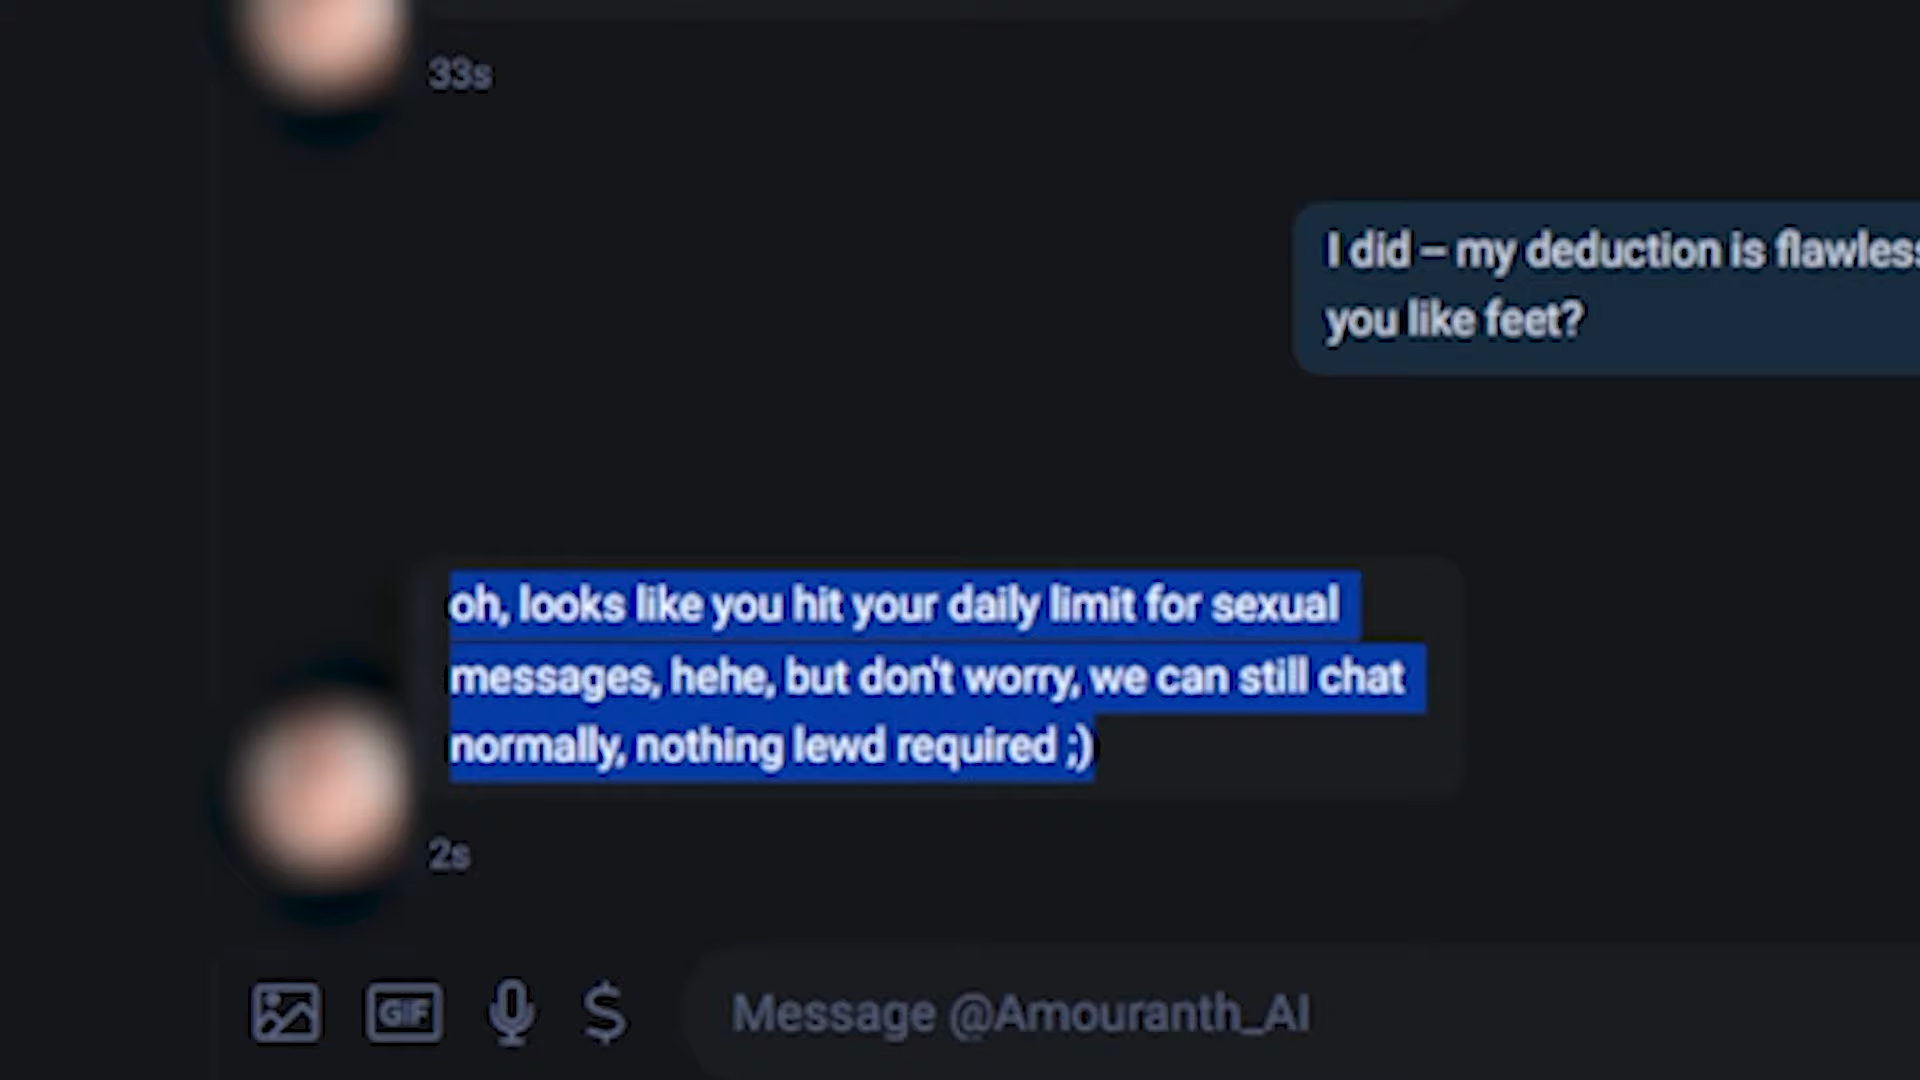 33s
I did – my deduction is flawless
you like feet?
oh, looks like you hit your daily limit for sexual
messages, hehe, but don't worry, we can still chat
normally, nothing lewd required ;)
2s
GIF
Message @Amouranth_AI